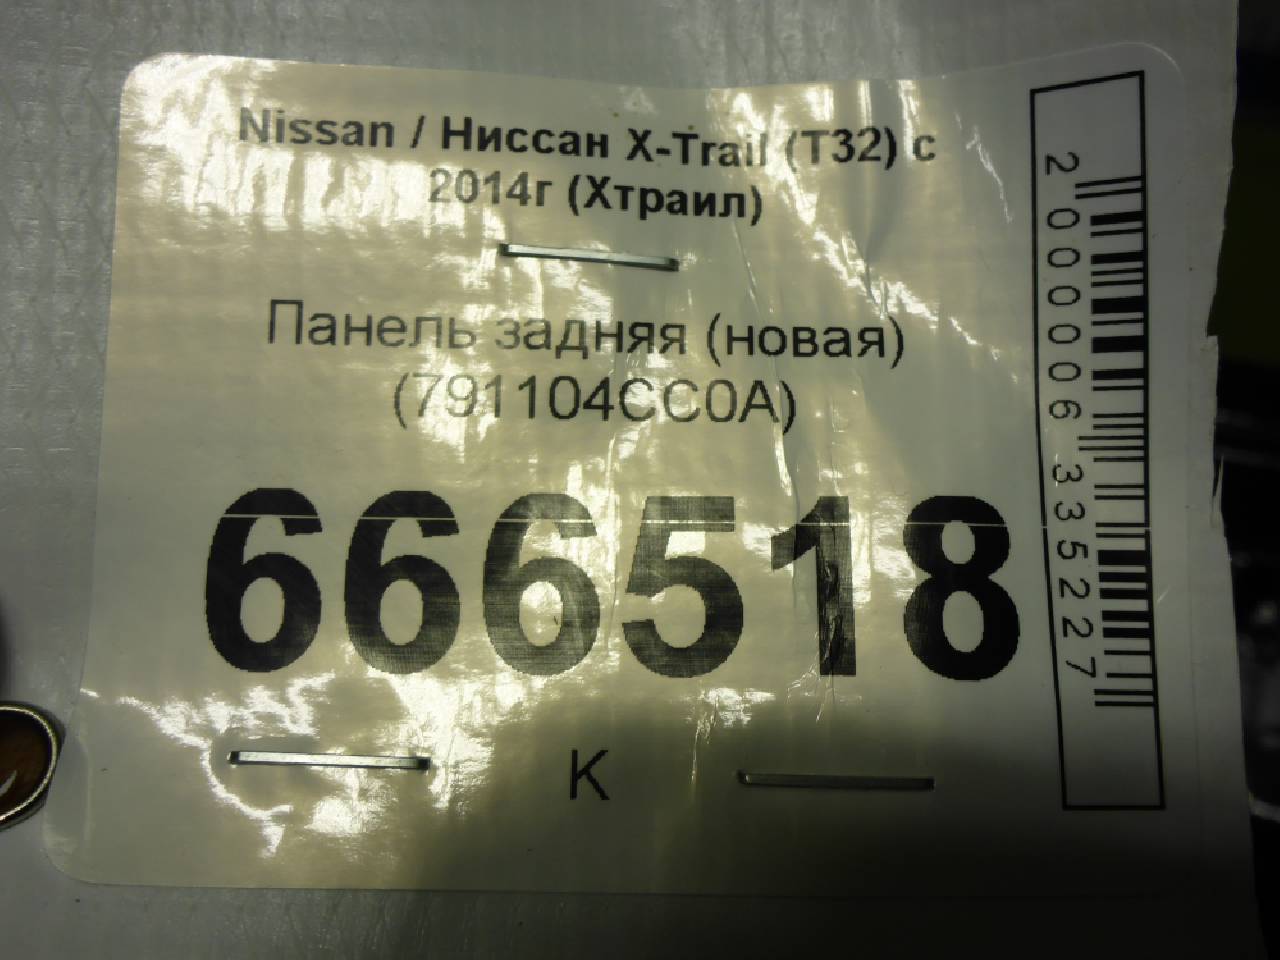 Nissan / Ниссан X-Trail (T32) с
2014г (Хтраил)
Панель задняя (новая)
(791104CC0A)
666518
К
2000006335227